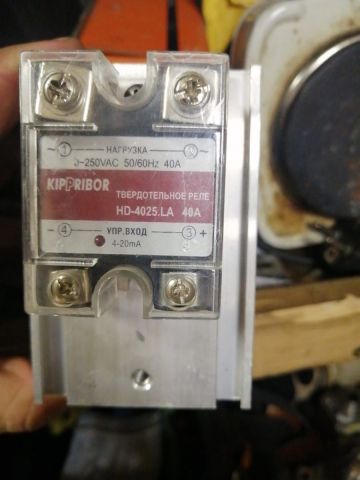 ~ 1 НАГРУЗКА 2 ~
0-250VAC 50/60Hz 40A
KIPPRIBOR
ТВЕРДОТЕЛЬНОЕ РЕЛЕ
HD-4025.LA 40A
- 4 УПР.ВХОД 3 +
4-20mA